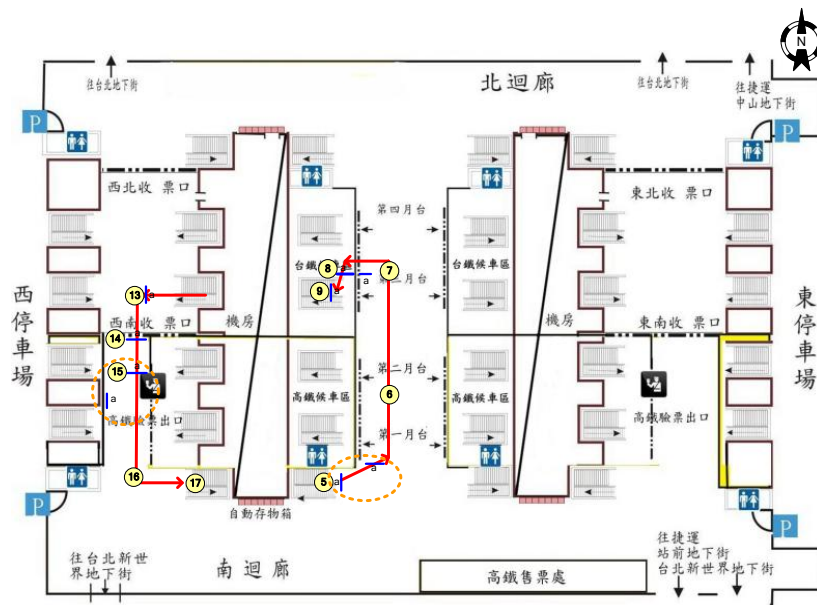 N
北迴廊
往台北地下街
往台北地下街
往捷運
中山地下街
P
P
西北收 票口
東北收 票口
第四月台
8
7
台鐵候車區
台鐵候車區
a
a
第三月台
9
a
13
a
西停車場
機房
機房
東停車場
14
西南收 票口
東南收 票口
15
a
a
第二月台
6
高鐵候車區
高鐵候車區
高鐵驗票出口
高鐵驗票出口
第一月台
a
16
17
5
a
自動存物箱
P
P
往台北新世
界地下街
南迴廊
高鐵售票處
往捷運
站前地下街
台北新世界地下街